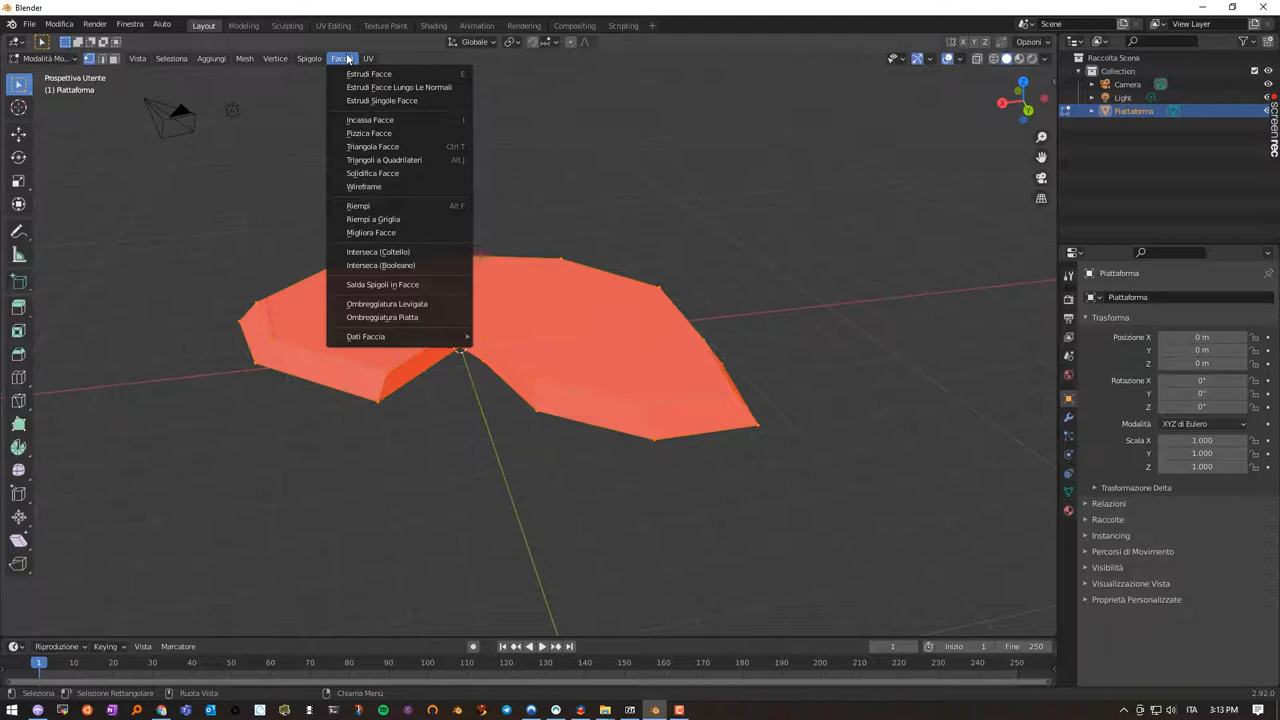 Blender
File Modifica Render Finestra Aiuto Layout Modeling Sculpting UV Editing Texture Paint Shading Animation Rendering Compositing Scripting + Scene View Layer
Globale X Y Z Opzioni
Modalità Mo... Vista Seleziona Aggiungi Mesh Vertice Spigolo UV
Prospettiva Utente
(1) Piattaforma
Estrudi Facce E
Estrudi Facce Lungo Le Normali
Estrudi Singole Facce
Incassa Facce I
Pizzica Facce
Triangola Facce Ctrl T
Triangoli a Quadrilateri Alt J
Solidifica Facce
Wireframe
Riempi Alt F
Riempi a Griglia
Migliora Facce
Interseca (Coltello)
Interseca (Booleano)
Salda Spigoli in Facce
Ombreggiatura Levigata
Ombreggiatura Piatta
Dati Faccia
X Y Z
Raccolta Scena
Collection
Camera
Light
Piattaforma
screenrec
Piattaforma
Piattaforma
Trasforma
Posizione X 0 m
Y 0 m
Z 0 m
Rotazione X 0°
Y 0°
Z 0°
Modalità XYZ di Eulero
Scala X 1.000
Y 1.000
Z 1.000
Trasformazione Delta
Relazioni
Raccolte
Instancing
Percorsi di Movimento
Visibilità
Visualizzazione Vista
Proprietà Personalizzate
Riproduzione Keying Vista Marcatore 1 Inizio 1 Fine 250
1 10 20 30 40 50 60 70 80 90 100 110 120 130 140 150 160 170 180 190 200 210 220 230 240 250
Seleziona Selezione Rettangolare Ruota Vista Chiama Menù 2.92.0
ITA 3:13 PM